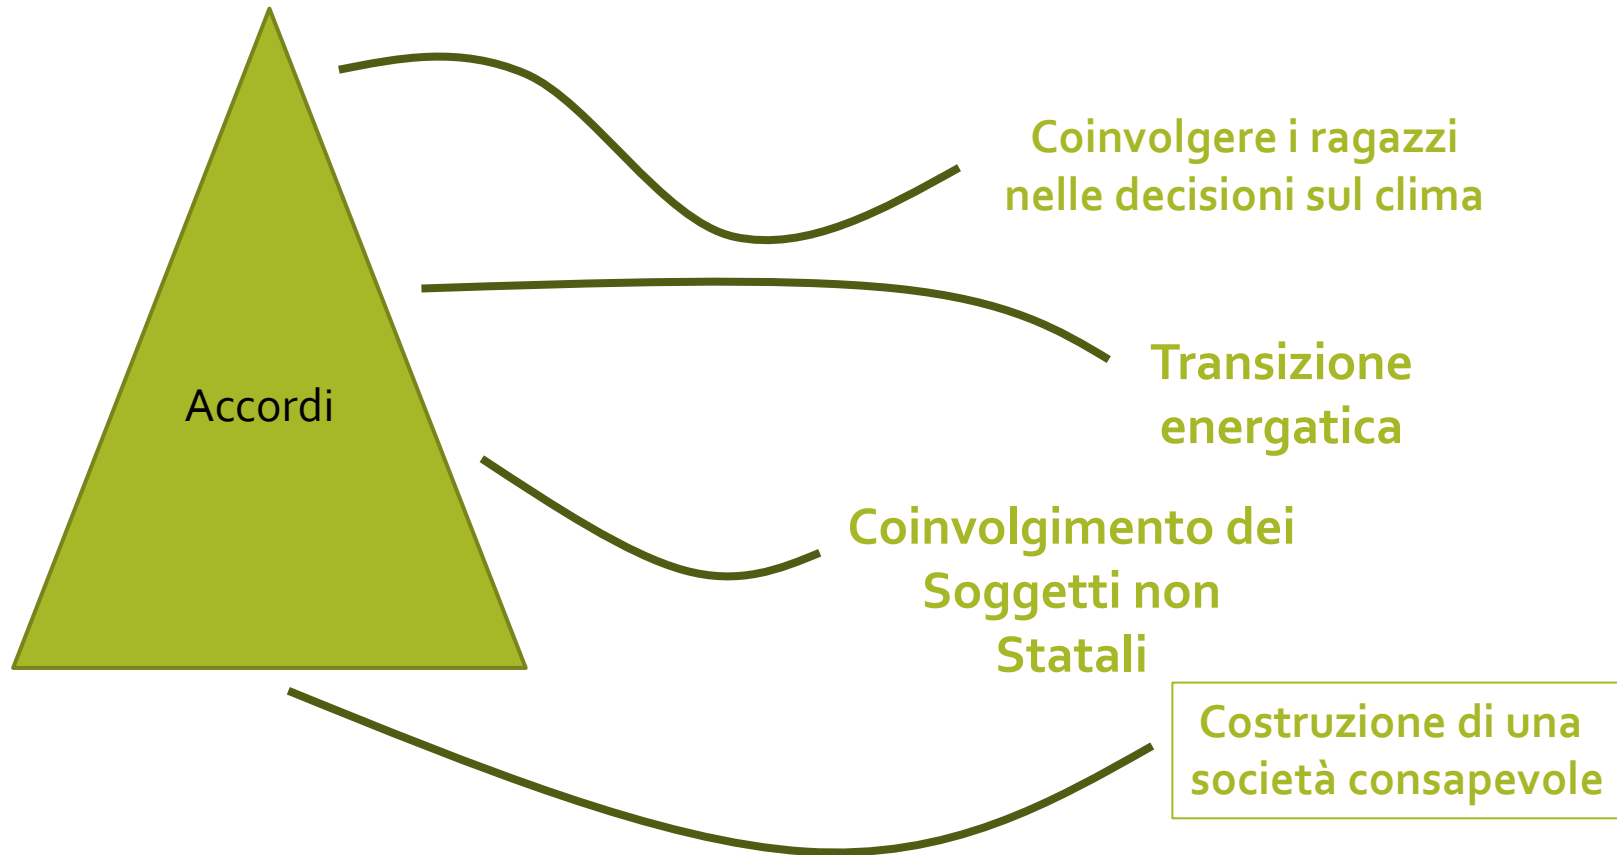 Accordi
Coinvolgere i ragazzi
nelle decisioni sul clima
Transizione
energatica
Coinvolgimento dei
Soggetti non
Statali
Costruzione di una
società consapevole